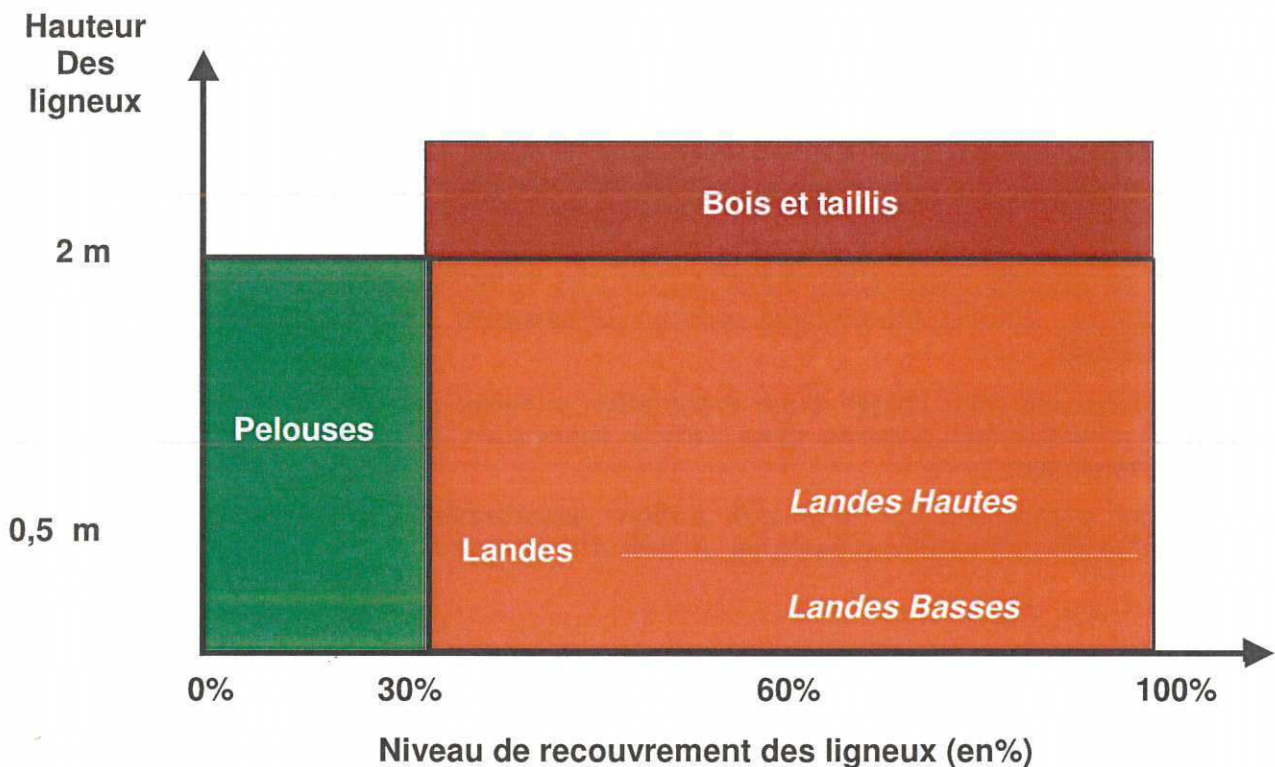 Hauteur
Des
ligneux
Bois et taillis
2 m
Pelouses
Landes Hautes
0,5 m
Landes
Landes Basses
0% 30% 60% 100%
Niveau de recouvrement des ligneux (en%)